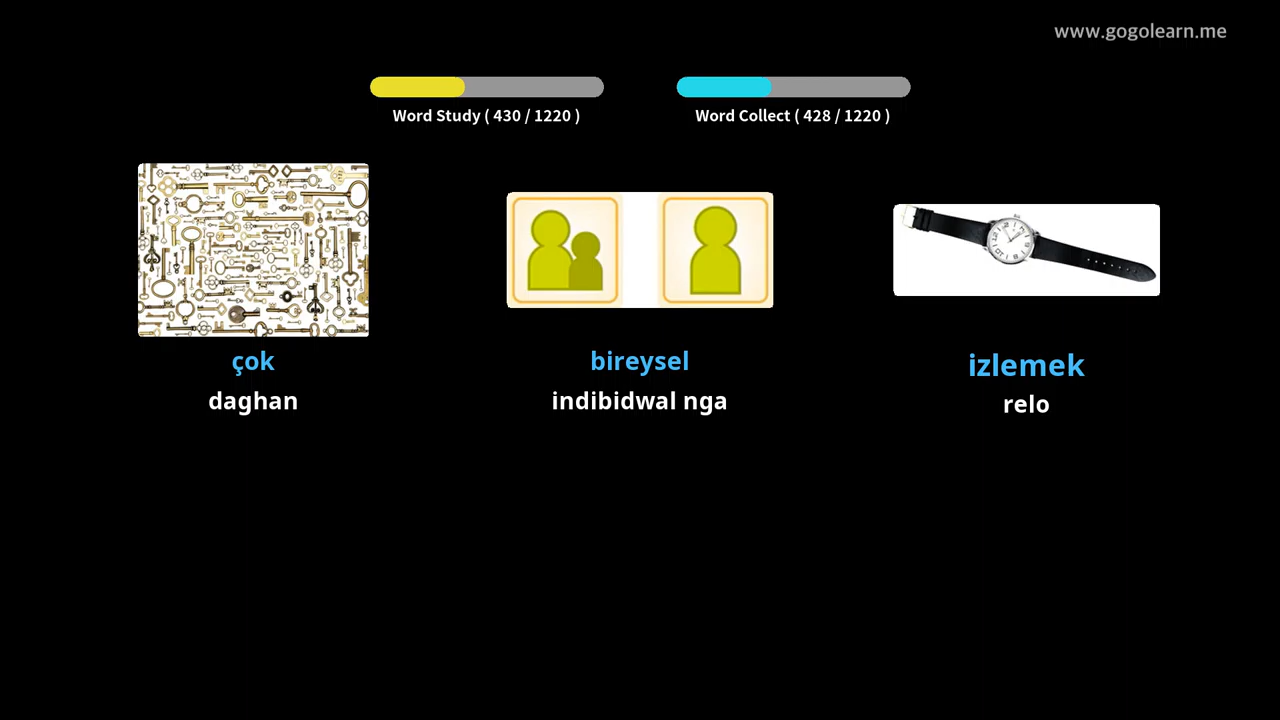 www.gogolearn.me
Word Study ( 430 / 1220 )
Word Collect ( 428 / 1220 )
çok
bireysel
izlemek
daghan
indibidwal nga
relo